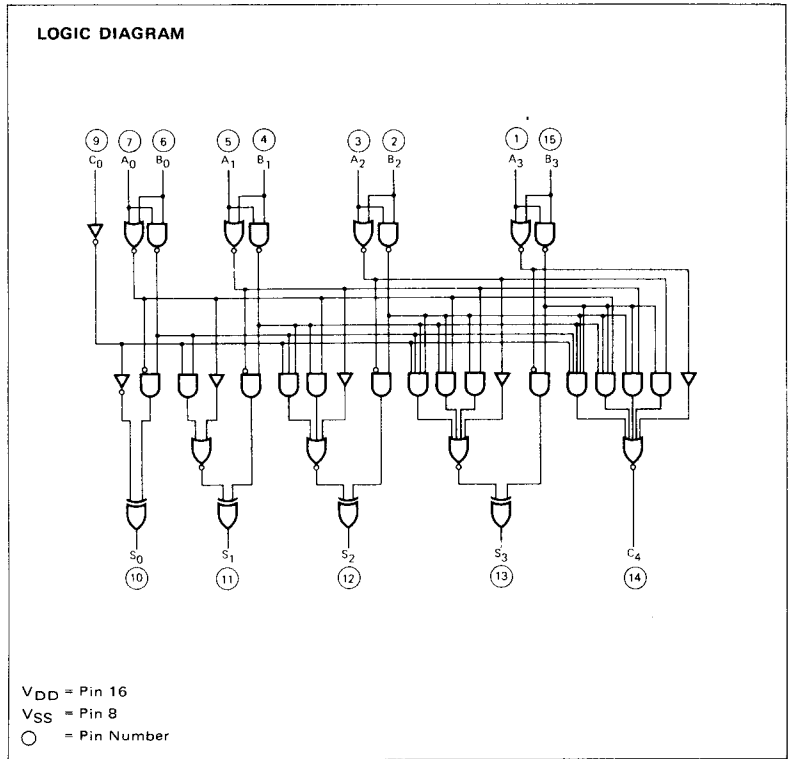 LOGIC DIAGRAM
9 7 6 5 4 3 2 1 15
C0 A0 B0 A1 B1 A2 B2 A3 B3
S0 S1 S2 S3 C4
10 11 12 13 14
VDD = Pin 16
VSS = Pin 8
= Pin Number